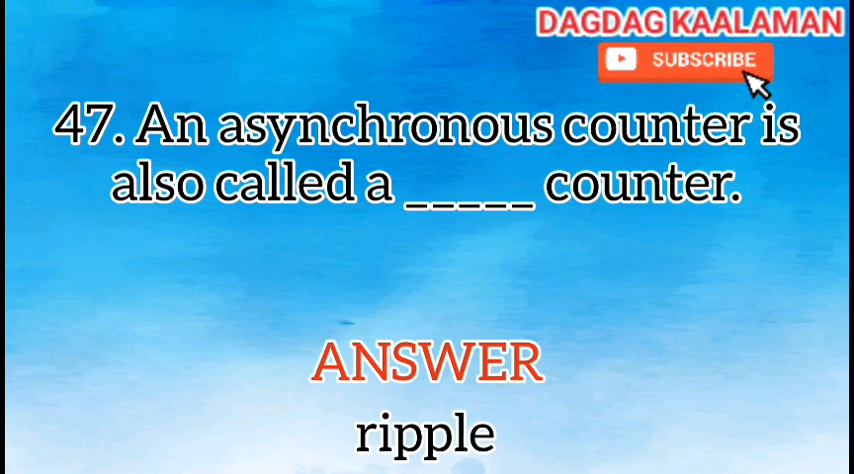 DAGDAG KAALAMAN
SUBSCRIBE
47. An asynchronous counter is
also called a _____ counter.
ANSWER
ripple